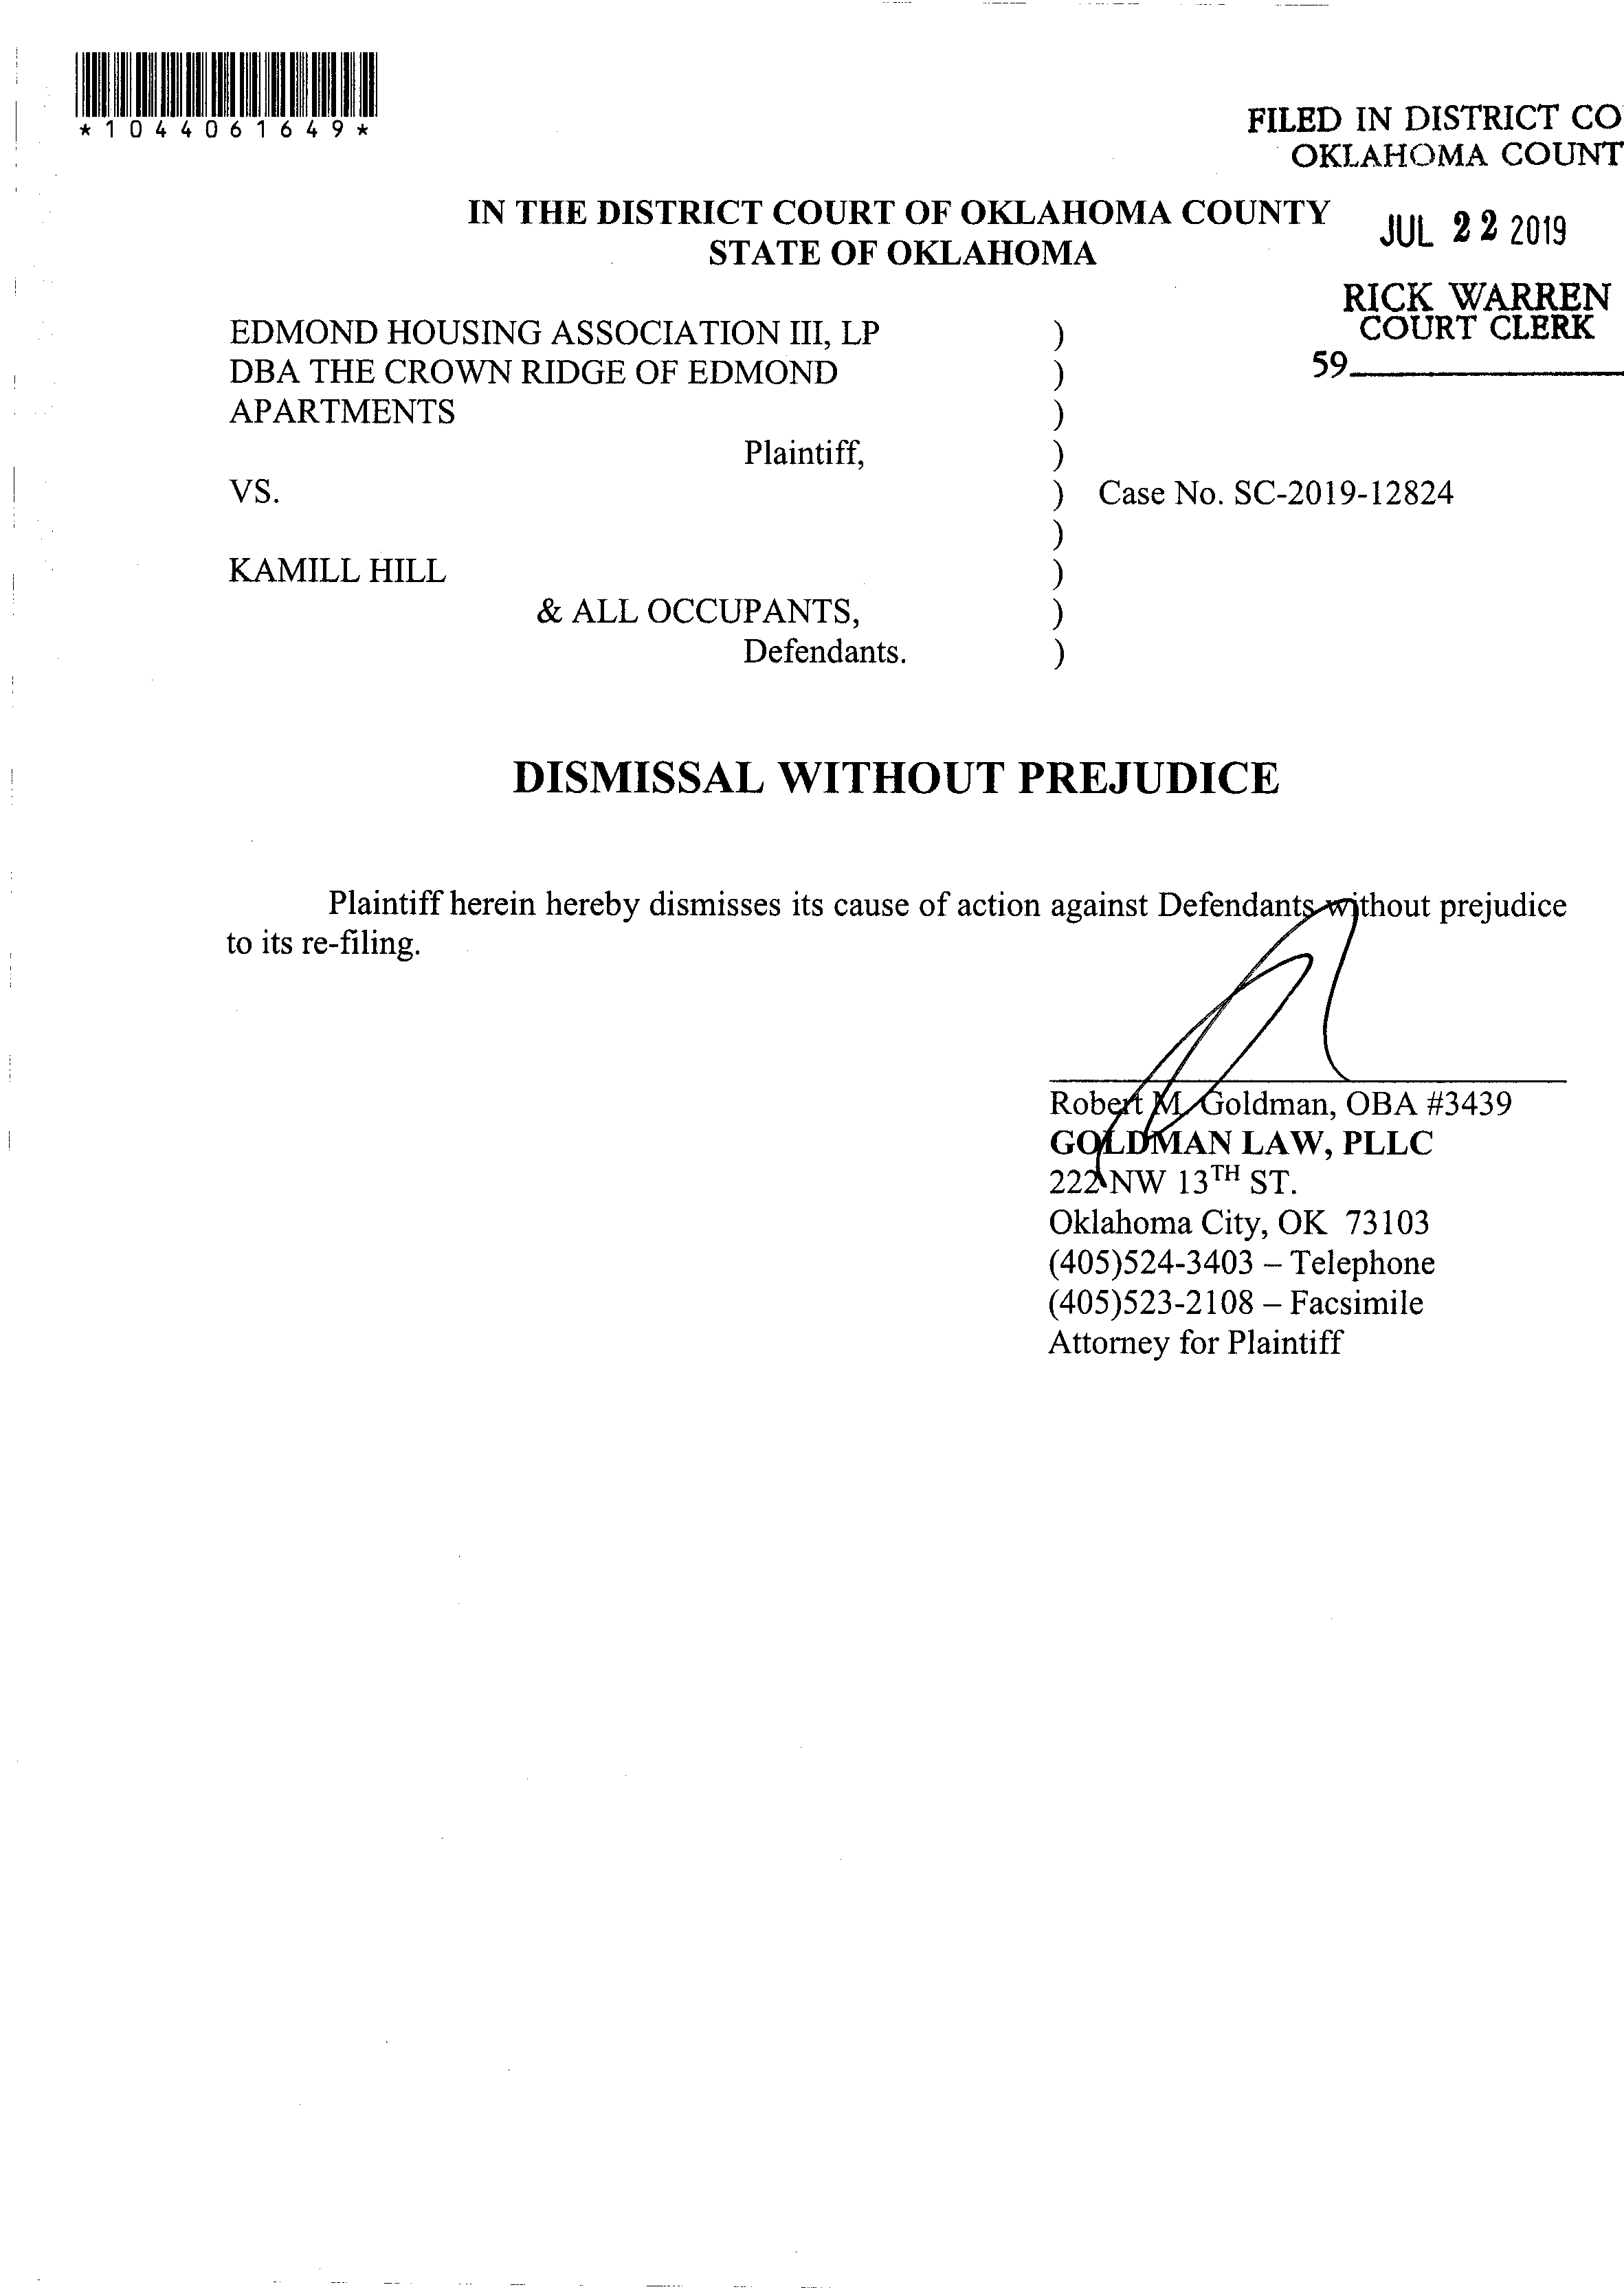 *1044061649*
FILED IN DISTRICT CO
OKLAHOMA COUNT
IN THE DISTRICT COURT OF OKLAHOMA COUNTY
STATE OF OKLAHOMA
JUL 22 2019
RICK WARREN
COURT CLERK
59
EDMOND HOUSING ASSOCIATION III, LP )
DBA THE CROWN RIDGE OF EDMOND )
APARTMENTS )
Plaintiff, )
VS. ) Case No. SC-2019-12824
)
KAMILL HILL )
& ALL OCCUPANTS, )
Defendants. )
DISMISSAL WITHOUT PREJUDICE
Plaintiff herein hereby dismisses its cause of action against Defendants without prejudice
to its re-filing.
Robert M. Goldman, OBA #3439
GOLDMAN LAW, PLLC
222 NW 13TH ST.
Oklahoma City, OK 73103
(405)524-3403 – Telephone
(405)523-2108 – Facsimile
Attorney for Plaintiff